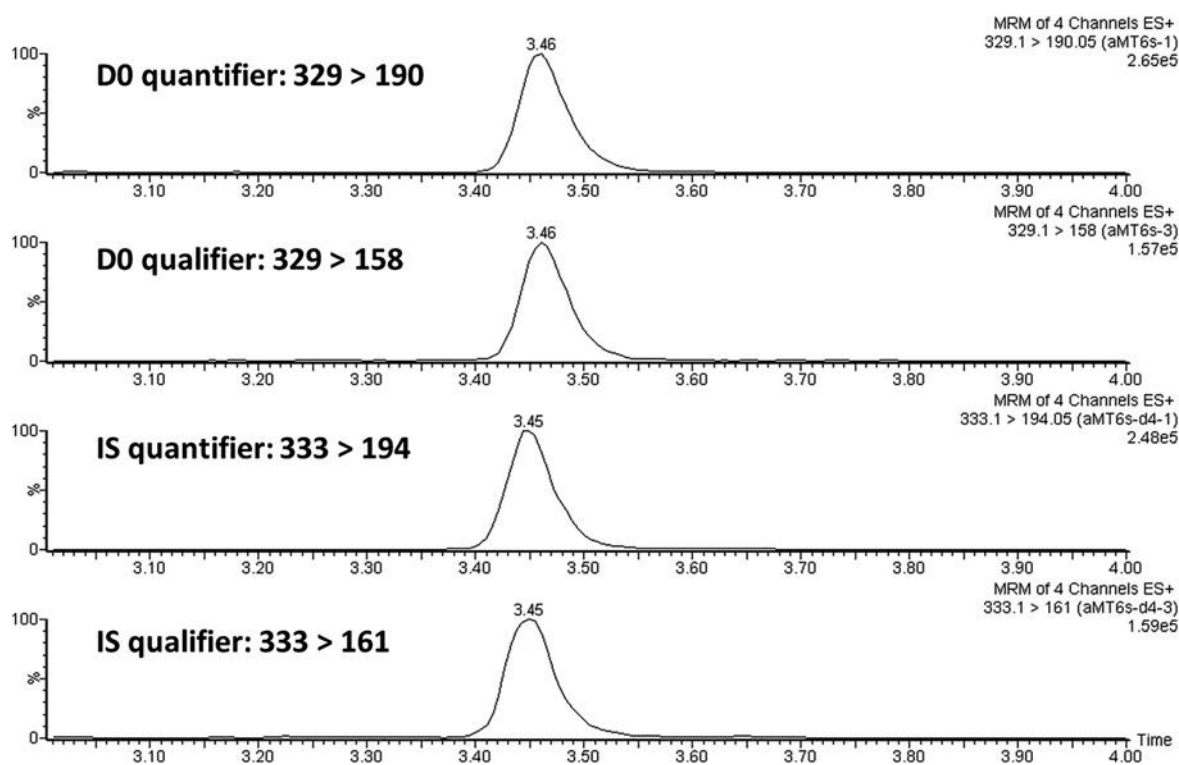 MRM of 4 Channels ES+
329.1 > 190.05 (aMT6s-1)
2.65e5
3.46
100
D0 quantifier: 329 > 190
%
0
3.10 3.20 3.30 3.40 3.50 3.60 3.70 3.80 3.90 4.00
MRM of 4 Channels ES+
329.1 > 158 (aMT6s-3)
1.57e5
3.46
100
D0 qualifier: 329 > 158
%
0
3.10 3.20 3.30 3.40 3.50 3.60 3.70 3.80 3.90 4.00
MRM of 4 Channels ES+
333.1 > 194.05 (aMT6s-d4-1)
2.48e5
3.45
100
IS quantifier: 333 > 194
%
0
3.10 3.20 3.30 3.40 3.50 3.60 3.70 3.80 3.90 4.00
MRM of 4 Channels ES+
333.1 > 161 (aMT6s-d4-3)
1.59e5
3.45
100
IS qualifier: 333 > 161
%
0
Time
3.10 3.20 3.30 3.40 3.50 3.60 3.70 3.80 3.90 4.00